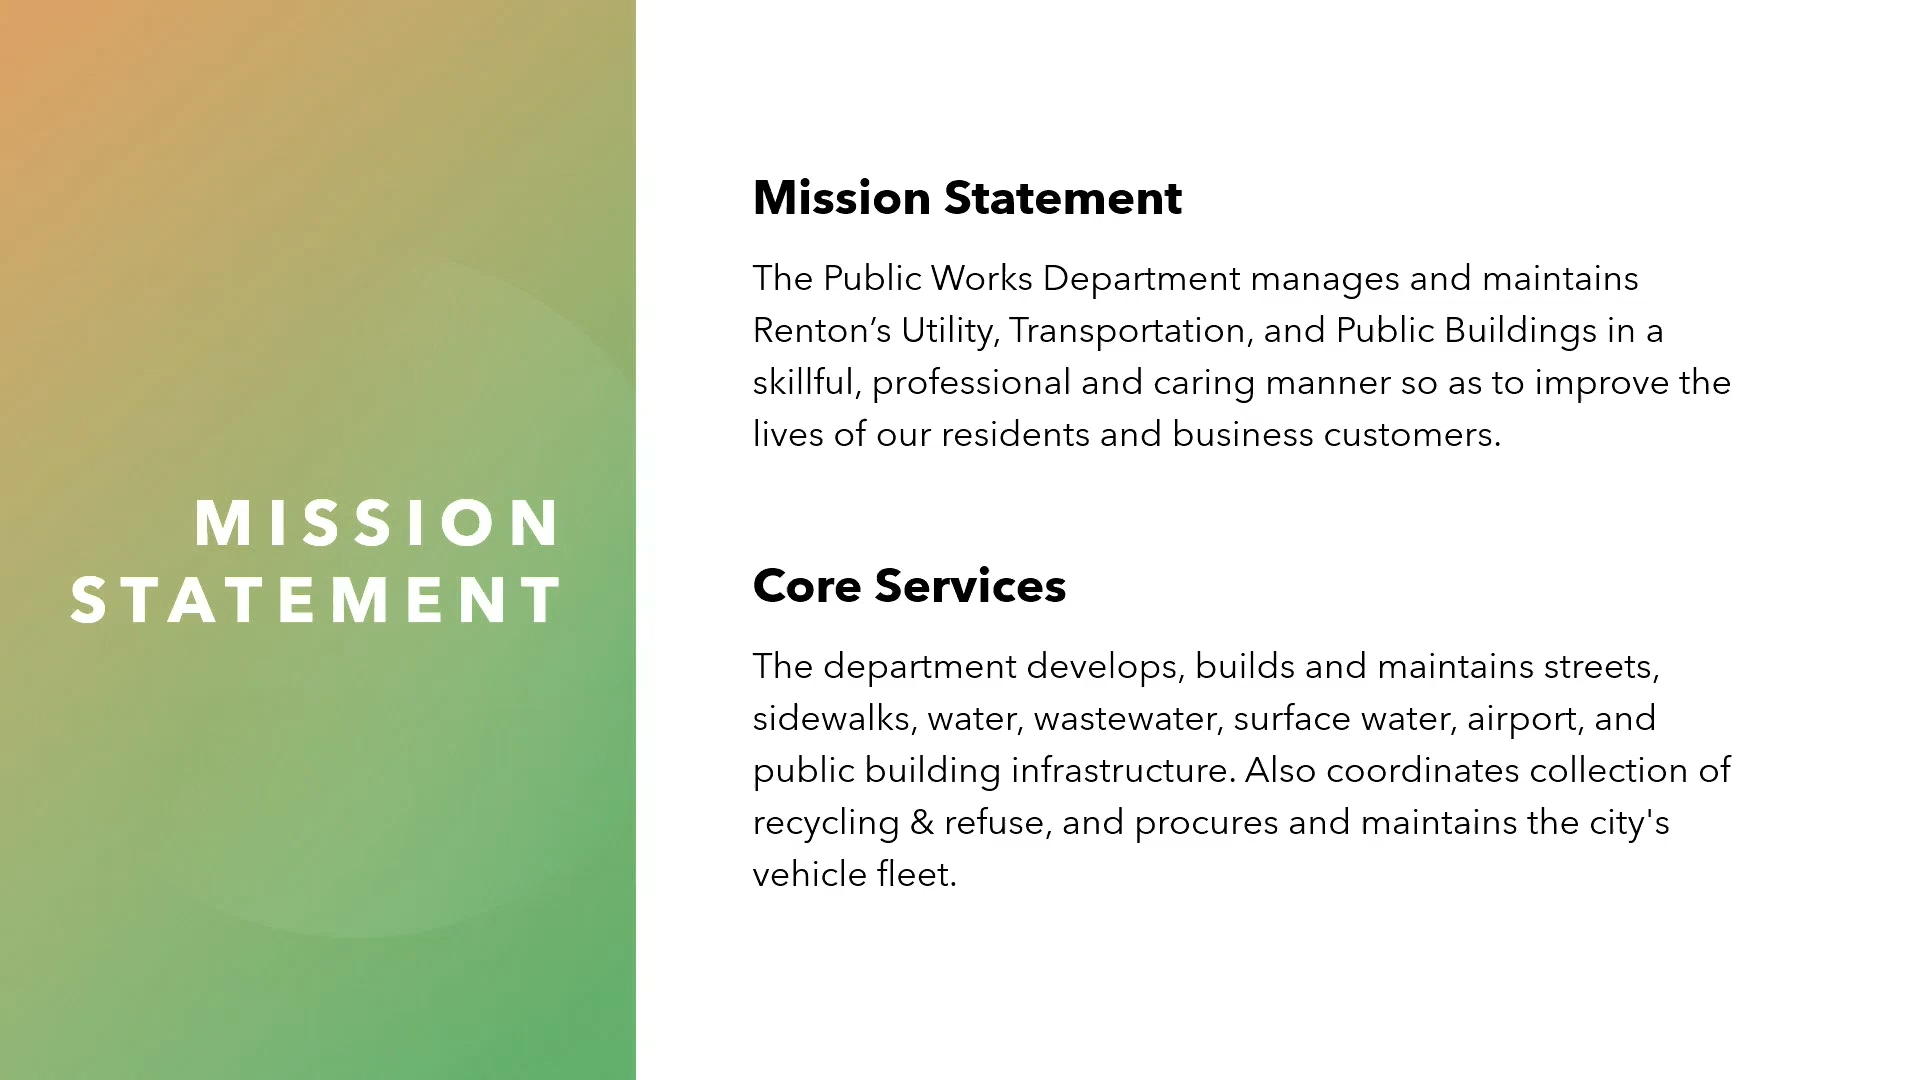 MISSION
STATEMENT
Mission Statement
The Public Works Department manages and maintains
Renton’s Utility, Transportation, and Public Buildings in a
skillful, professional and caring manner so as to improve the
lives of our residents and business customers.
Core Services
The department develops, builds and maintains streets,
sidewalks, water, wastewater, surface water, airport, and
public building infrastructure. Also coordinates collection of
recycling & refuse, and procures and maintains the city's
vehicle fleet.